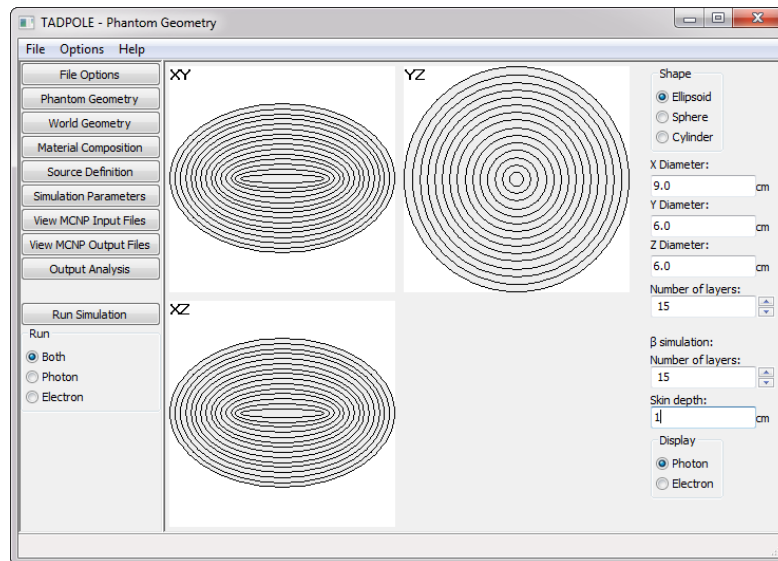 TADPOLE - Phantom Geometry
File Options Help
File Options
Phantom Geometry
World Geometry
Material Composition
Source Definition
Simulation Parameters
View MCNP Input Files
View MCNP Output Files
Output Analysis
Run Simulation
Run
Both
Photon
Electron
XY
YZ
XZ
Shape
Ellipsoid
Sphere
Cylinder
X Diameter:
9.0 cm
Y Diameter:
6.0 cm
Z Diameter:
6.0 cm
Number of layers:
15
β simulation:
Number of layers:
15
Skin depth:
1 cm
Display
Photon
Electron